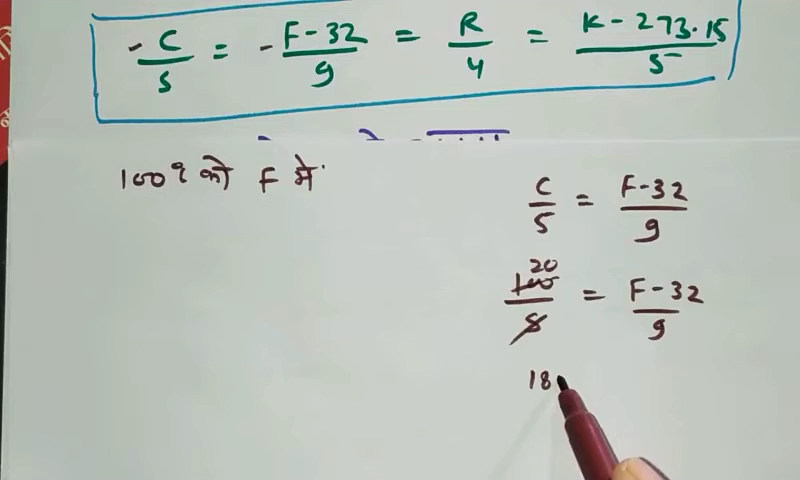 - C/5 = - F-32/9 = R/4 = K-273.15/5
100° को F में
C/5 = F-32/9
20
100/5 = F-32/9
18